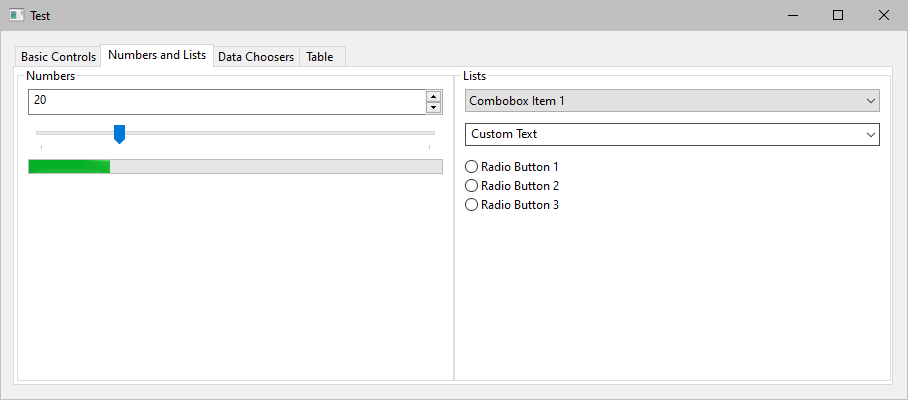 Test
Basic Controls
Numbers and Lists
Data Choosers
Table
Numbers
20
Lists
Combobox Item 1
Custom Text
Radio Button 1
Radio Button 2
Radio Button 3